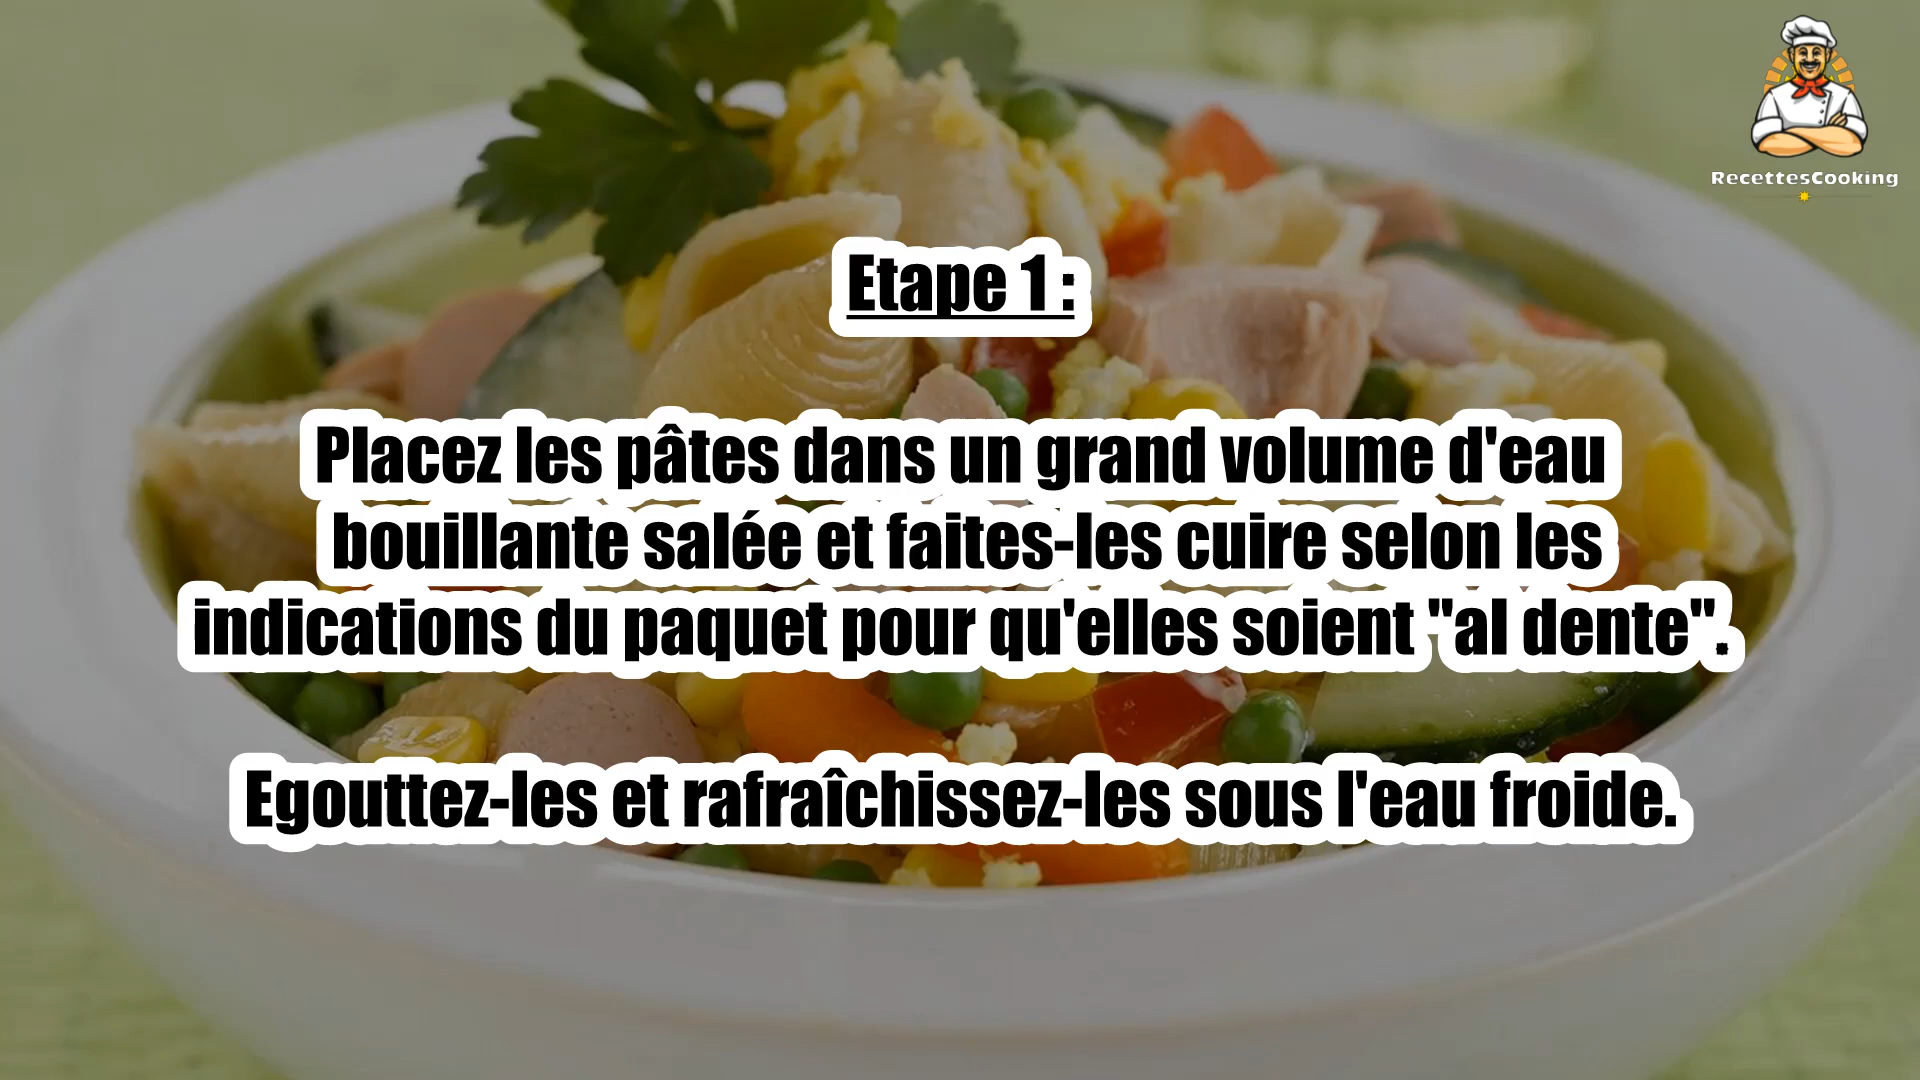 RecettesCooking
Etape 1 :
Placez les pâtes dans un grand volume d'eau
bouillante salée et faites-les cuire selon les
indications du paquet pour qu'elles soient "al dente".
Egouttez-les et rafraîchissez-les sous l'eau froide.